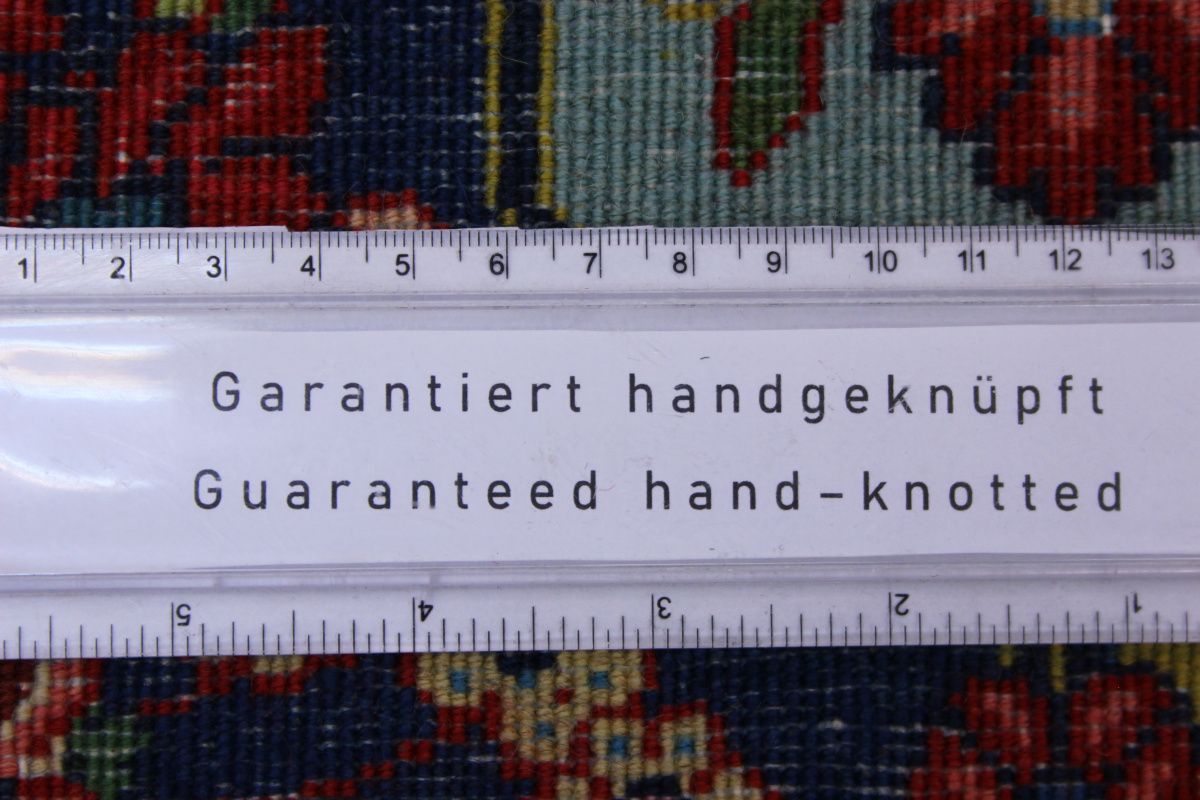 1 2 3 4 5 6 7 8 9 10 11 12 13
Garantiert handgeknüpft
Guaranteed hand-knotted
5 4 3 2 1